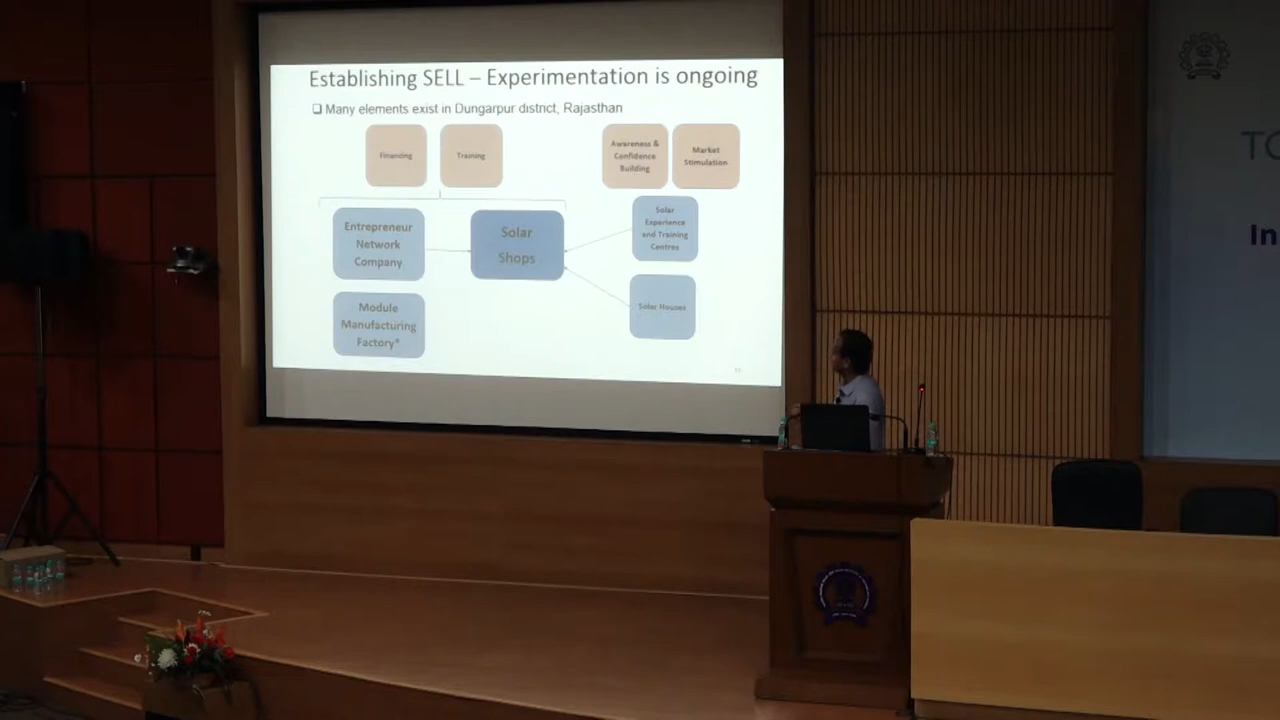 Establishing SELL – Experimentation is ongoing
❑ Many elements exist in Dungarpur district, Rajasthan
Financing
Training
Awareness &
Confidence
Building
Market
Stimulation
Entrepreneur
Network
Company
Solar
Shops
Solar
Experience
and Training
Centres
Solar Houses
Module
Manufacturing
Factory*
TO
In